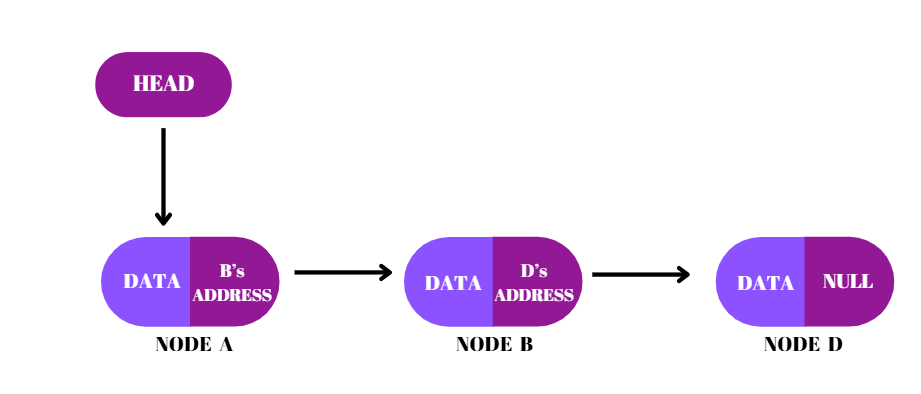 HEAD
DATA
B's
ADDRESS
DATA
D's
ADDRESS
DATA
NULL
NODE A
NODE B
NODE D